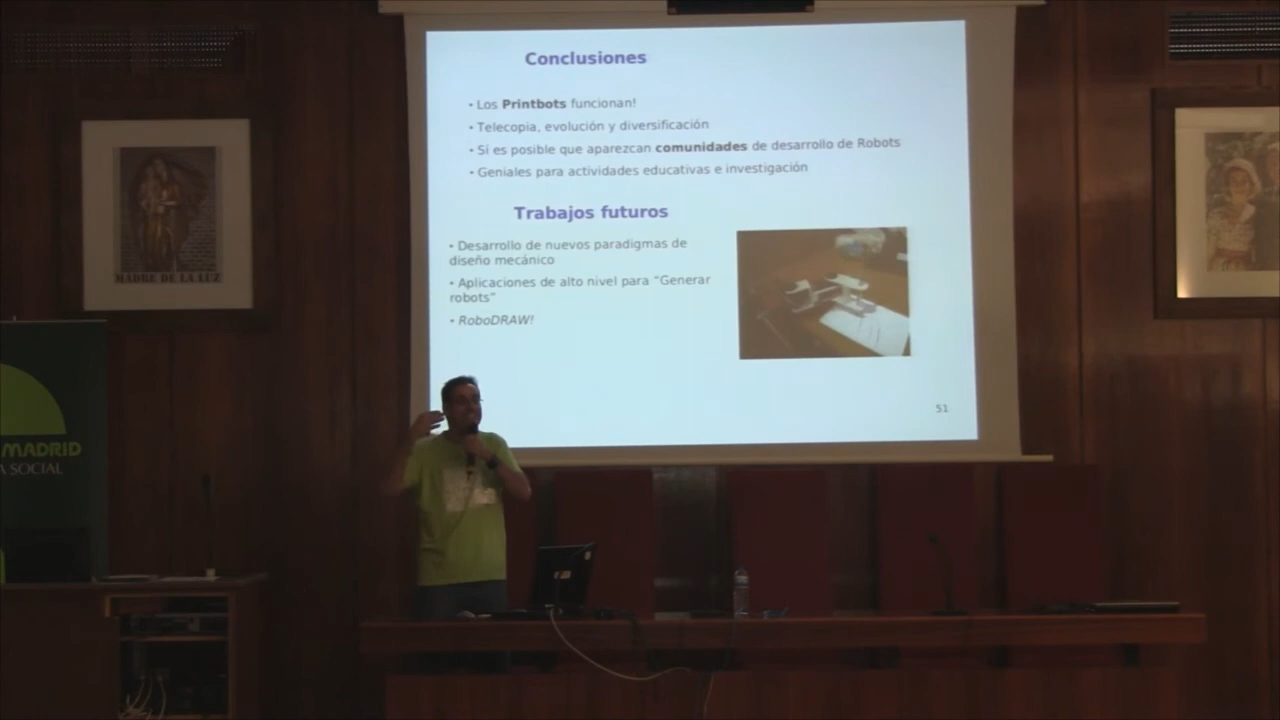 Conclusiones
• Los Printbots funcionan!
• Telecopia, evolución y diversificación
• Si es posible que aparezcan comunidades de desarrollo de Robots
• Geniales para actividades educativas e investigación
Trabajos futuros
• Desarrollo de nuevos paradigmas de
diseño mecánico
• Aplicaciones de alto nivel para "Generar
robots"
• RoboDRAW!
51
MADRE DE LA LUZ
MADRID
A SOCIAL